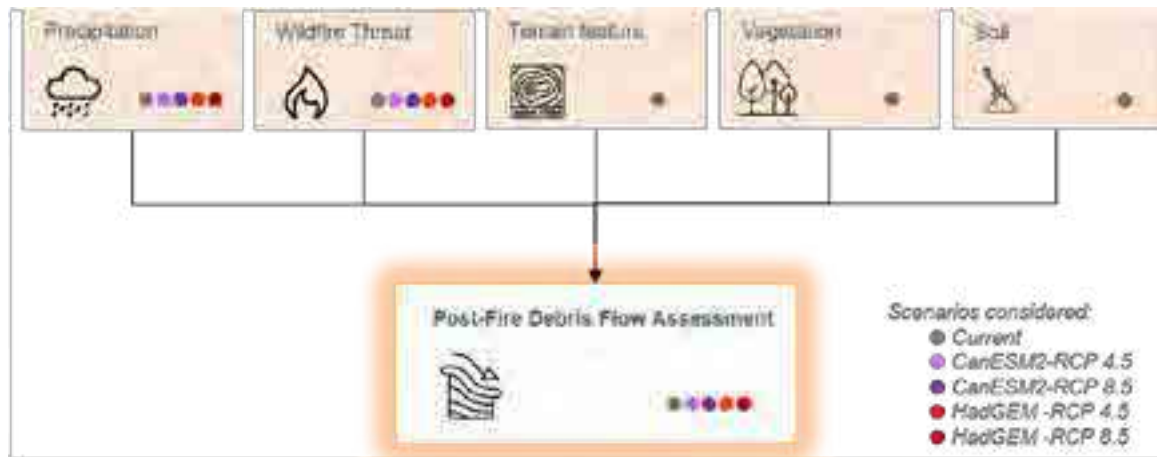 Precipitation
Wildfire Threat
Terrain feature
Vegetation
Soil
Post-Fire Debris Flow Assessment
Scenarios considered:
Current
CanESM2-RCP 4.5
CanESM2-RCP 8.5
HadGEM -RCP 4.5
HadGEM -RCP 8.5